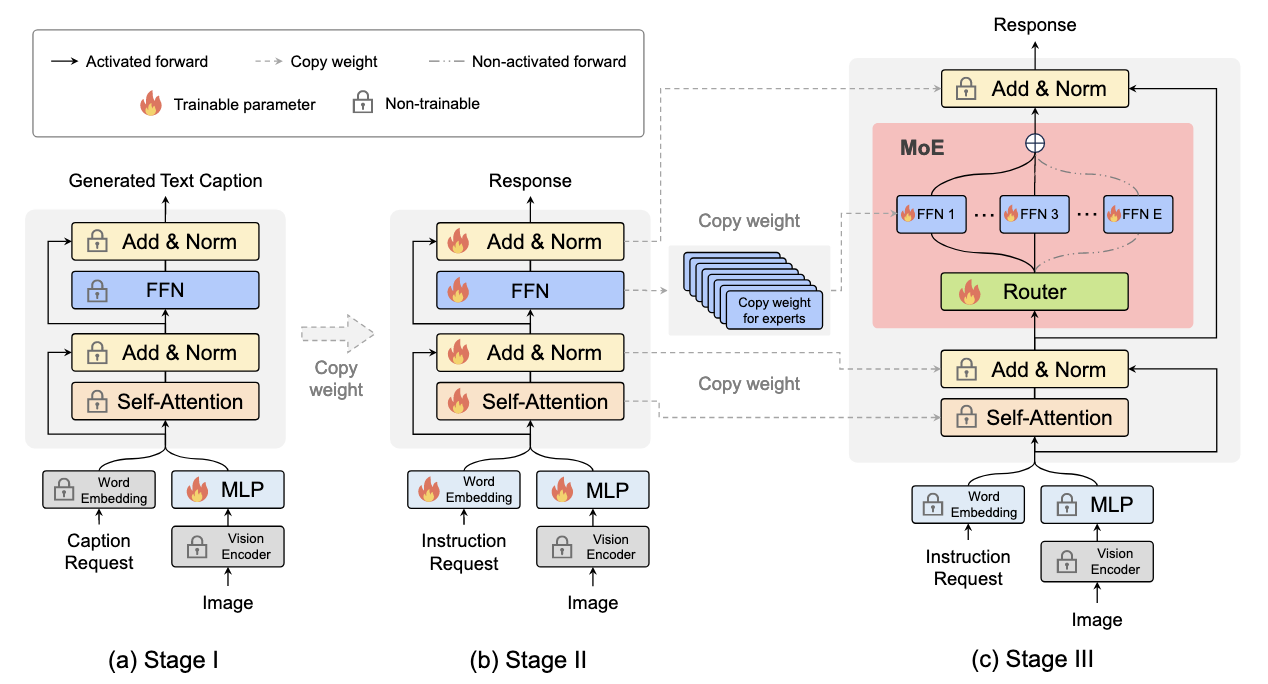 Activated forward
Copy weight
Non-activated forward
Trainable parameter
Non-trainable
Generated Text Caption
Add & Norm
FFN
Add & Norm
Self-Attention
Word
Embedding
MLP
Caption
Request
Vision
Encoder
Image
(a) Stage I
Copy
weight
Response
Add & Norm
FFN
Add & Norm
Self-Attention
Word
Embedding
MLP
Instruction
Request
Vision
Encoder
Image
(b) Stage II
Copy weight
Copy weight
for experts
Copy weight
Response
Add & Norm
MoE
FFN 1
...
FFN 3
...
FFN E
Router
Add & Norm
Self-Attention
Word
Embedding
MLP
Instruction
Request
Vision
Encoder
Image
(c) Stage III